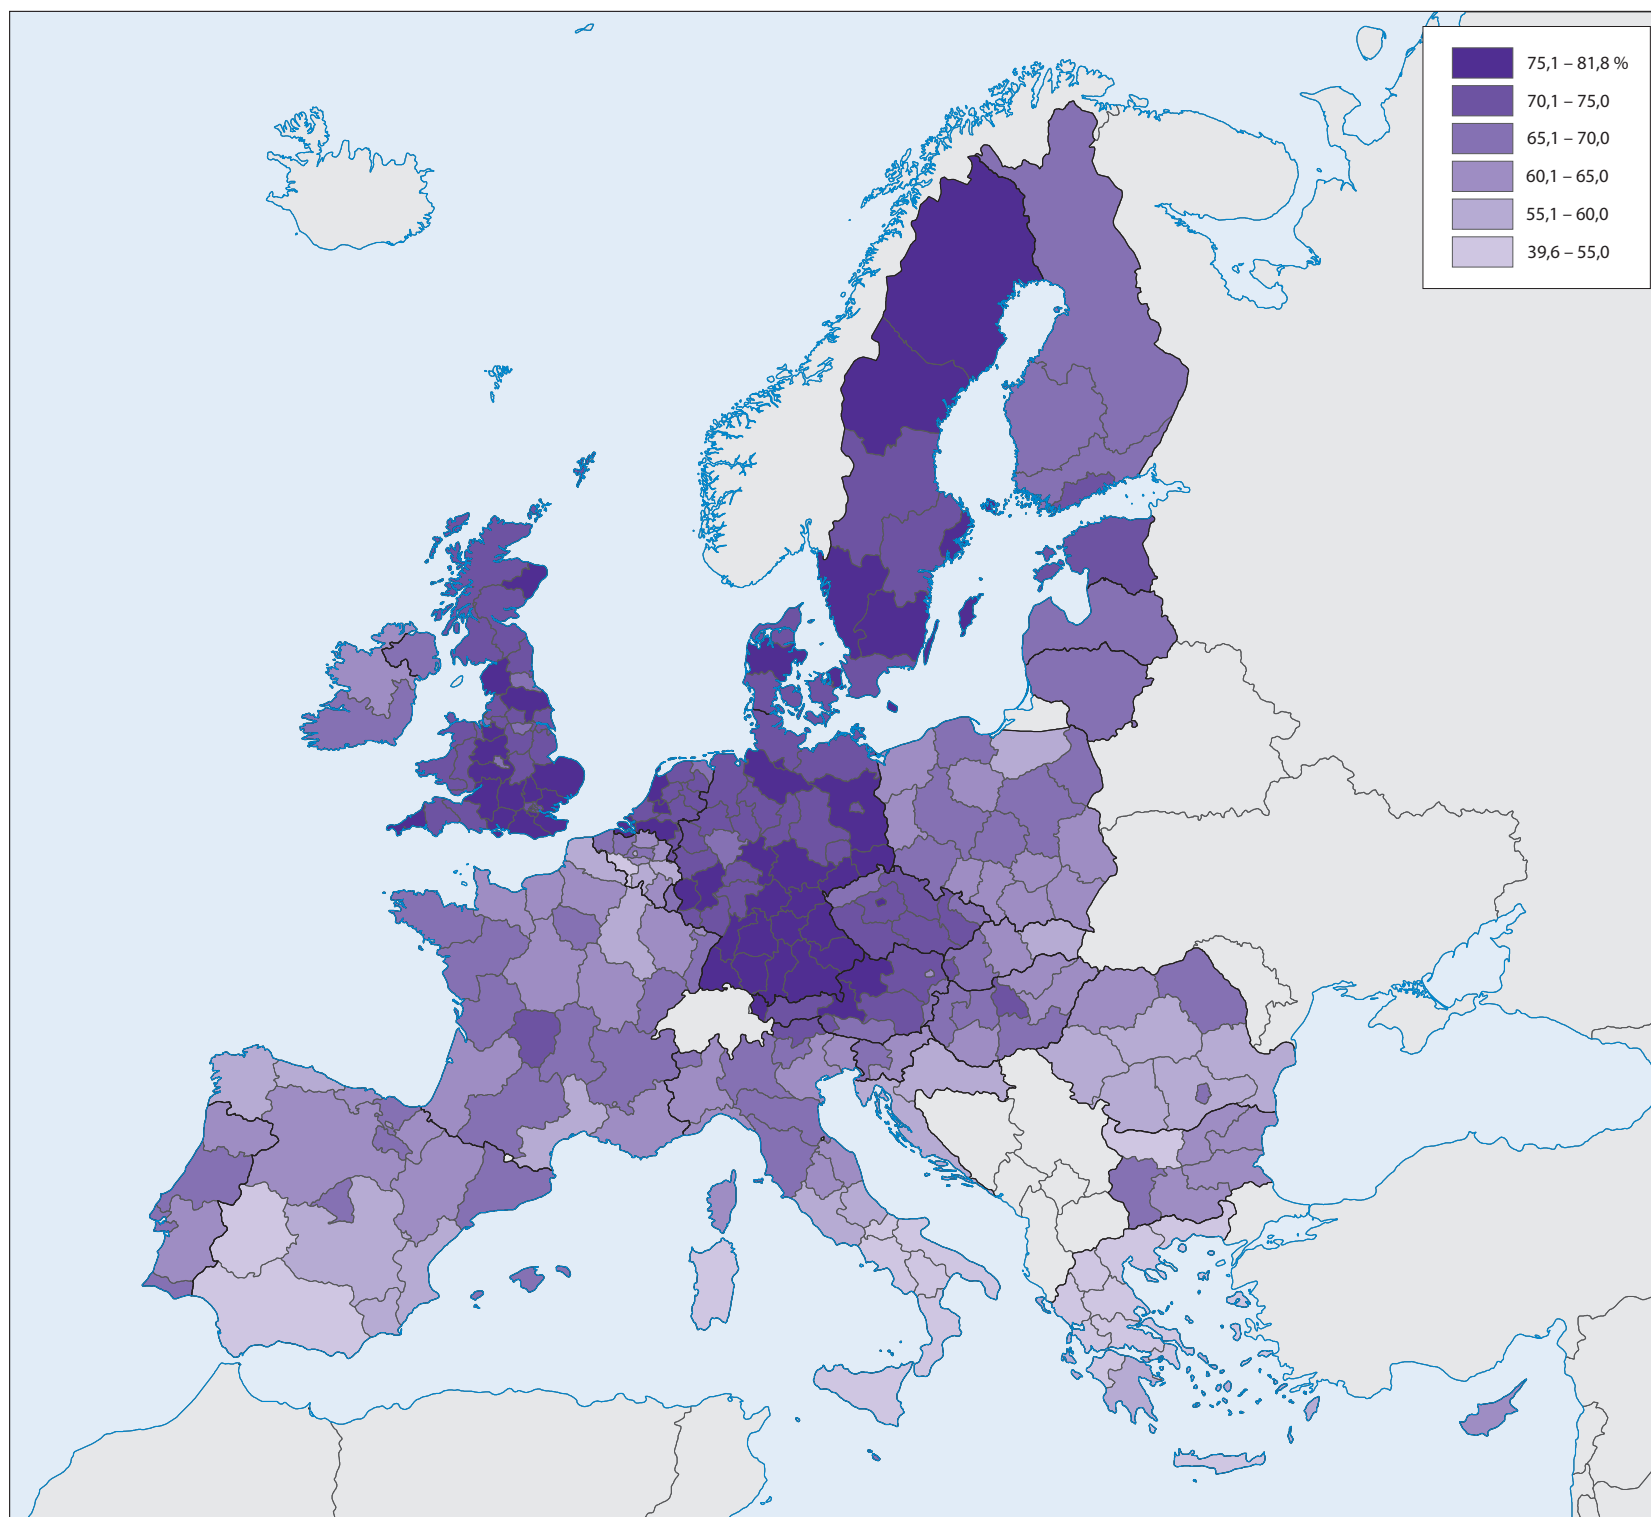 75,1 – 81,8 %
70,1 – 75,0
65,1 – 70,0
60,1 – 65,0
55,1 – 60,0
39,6 – 55,0